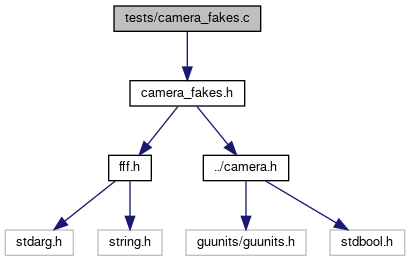 tests/camera_fakes.c
camera_fakes.h
fff.h
../camera.h
stdarg.h
string.h
guunits/guunits.h
stdbool.h